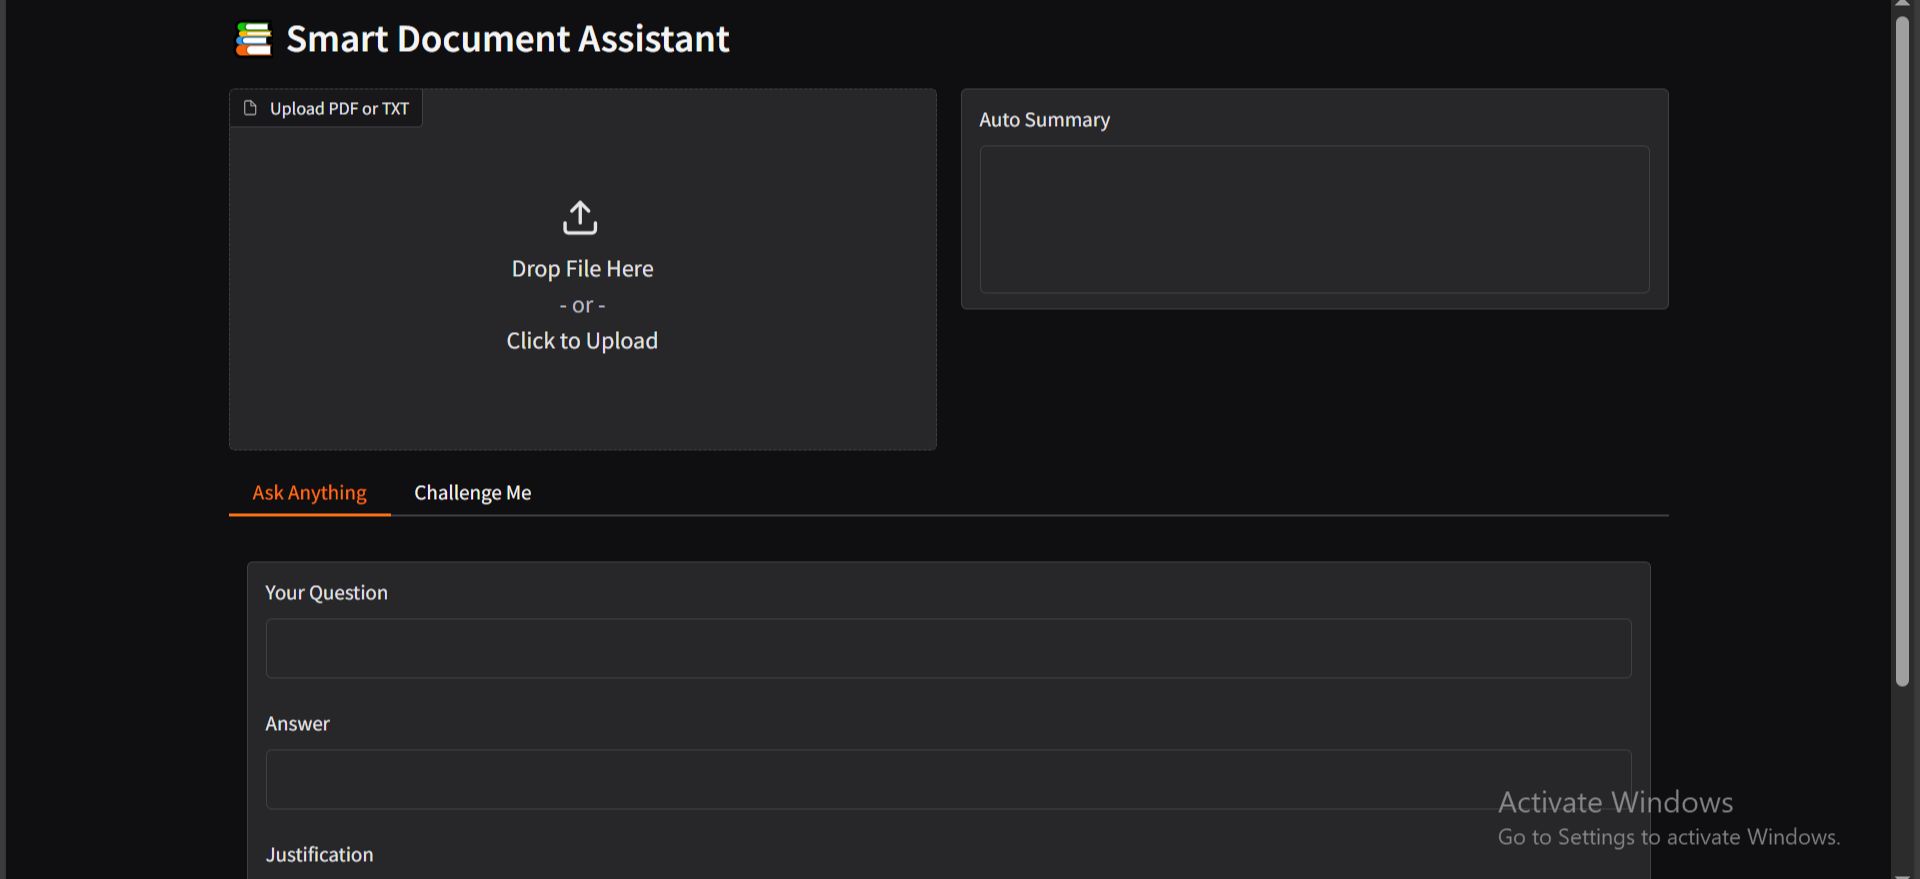 Smart Document Assistant
Upload PDF or TXT
Drop File Here
- or -
Click to Upload
Auto Summary
Ask Anything
Challenge Me
Your Question
Answer
Justification
Activate Windows
Go to Settings to activate Windows.